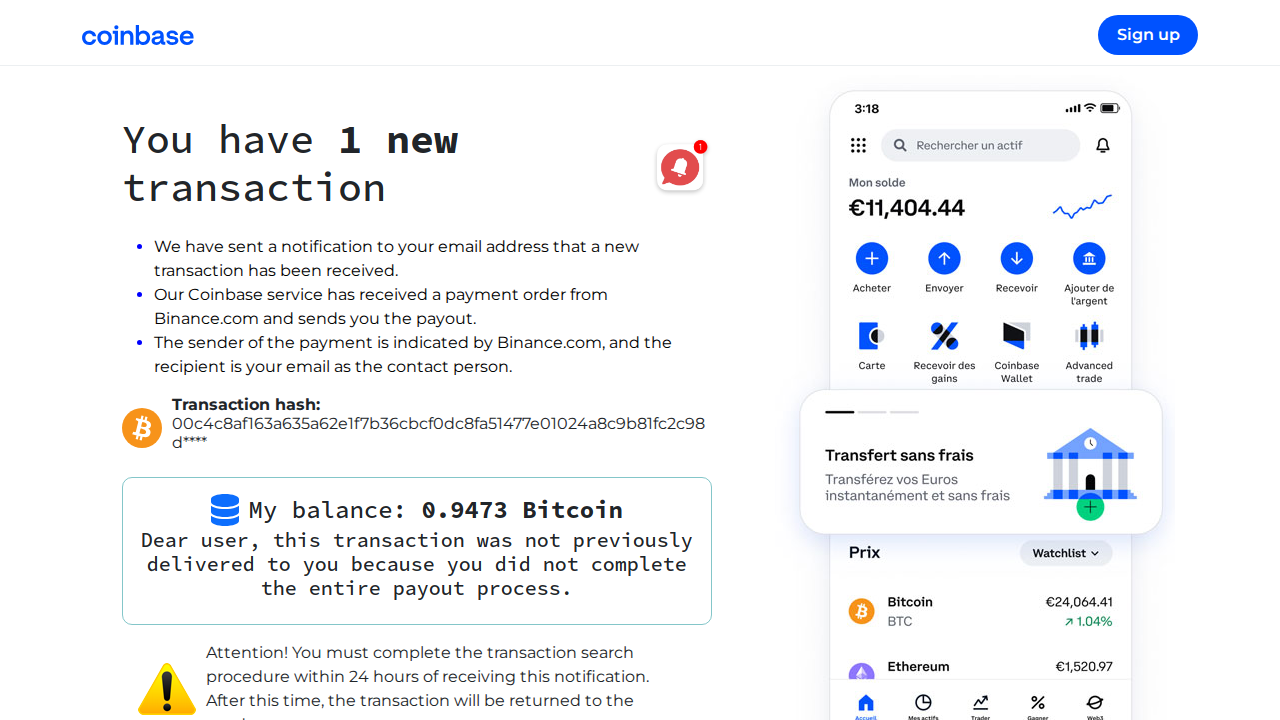 coinbase
Sign up
You have 1 new
transaction
1
We have sent a notification to your email address that a new
transaction has been received.
Our Coinbase service has received a payment order from
Binance.com and sends you the payout.
The sender of the payment is indicated by Binance.com, and the
recipient is your email as the contact person.
Transaction hash:
00c4c8af163a635a62e1f7b36cbcf0dc8fa51477e01024a8c9b81fc2c98
d****
My balance: 0.9473 Bitcoin
Dear user, this transaction was not previously
delivered to you because you did not complete
the entire payout process.
Attention! You must complete the transaction search
procedure within 24 hours of receiving this notification.
After this time, the transaction will be returned to the
3:18
Rechercher un actif
Mon solde
€11,404.44
Acheter
Envoyer
Recevoir
Ajouter de
l'argent
Carte
Recevoir des
gains
Coinbase
Wallet
Advanced
trade
Transfert sans frais
Transférez vos Euros
instantanément et sans frais
Prix
Watchlist
Bitcoin
€24,064.41
BTC
↗ 1.04%
Ethereum
€1,520.97
Accueil
Mes actifs
Trader
Gagner
Web3